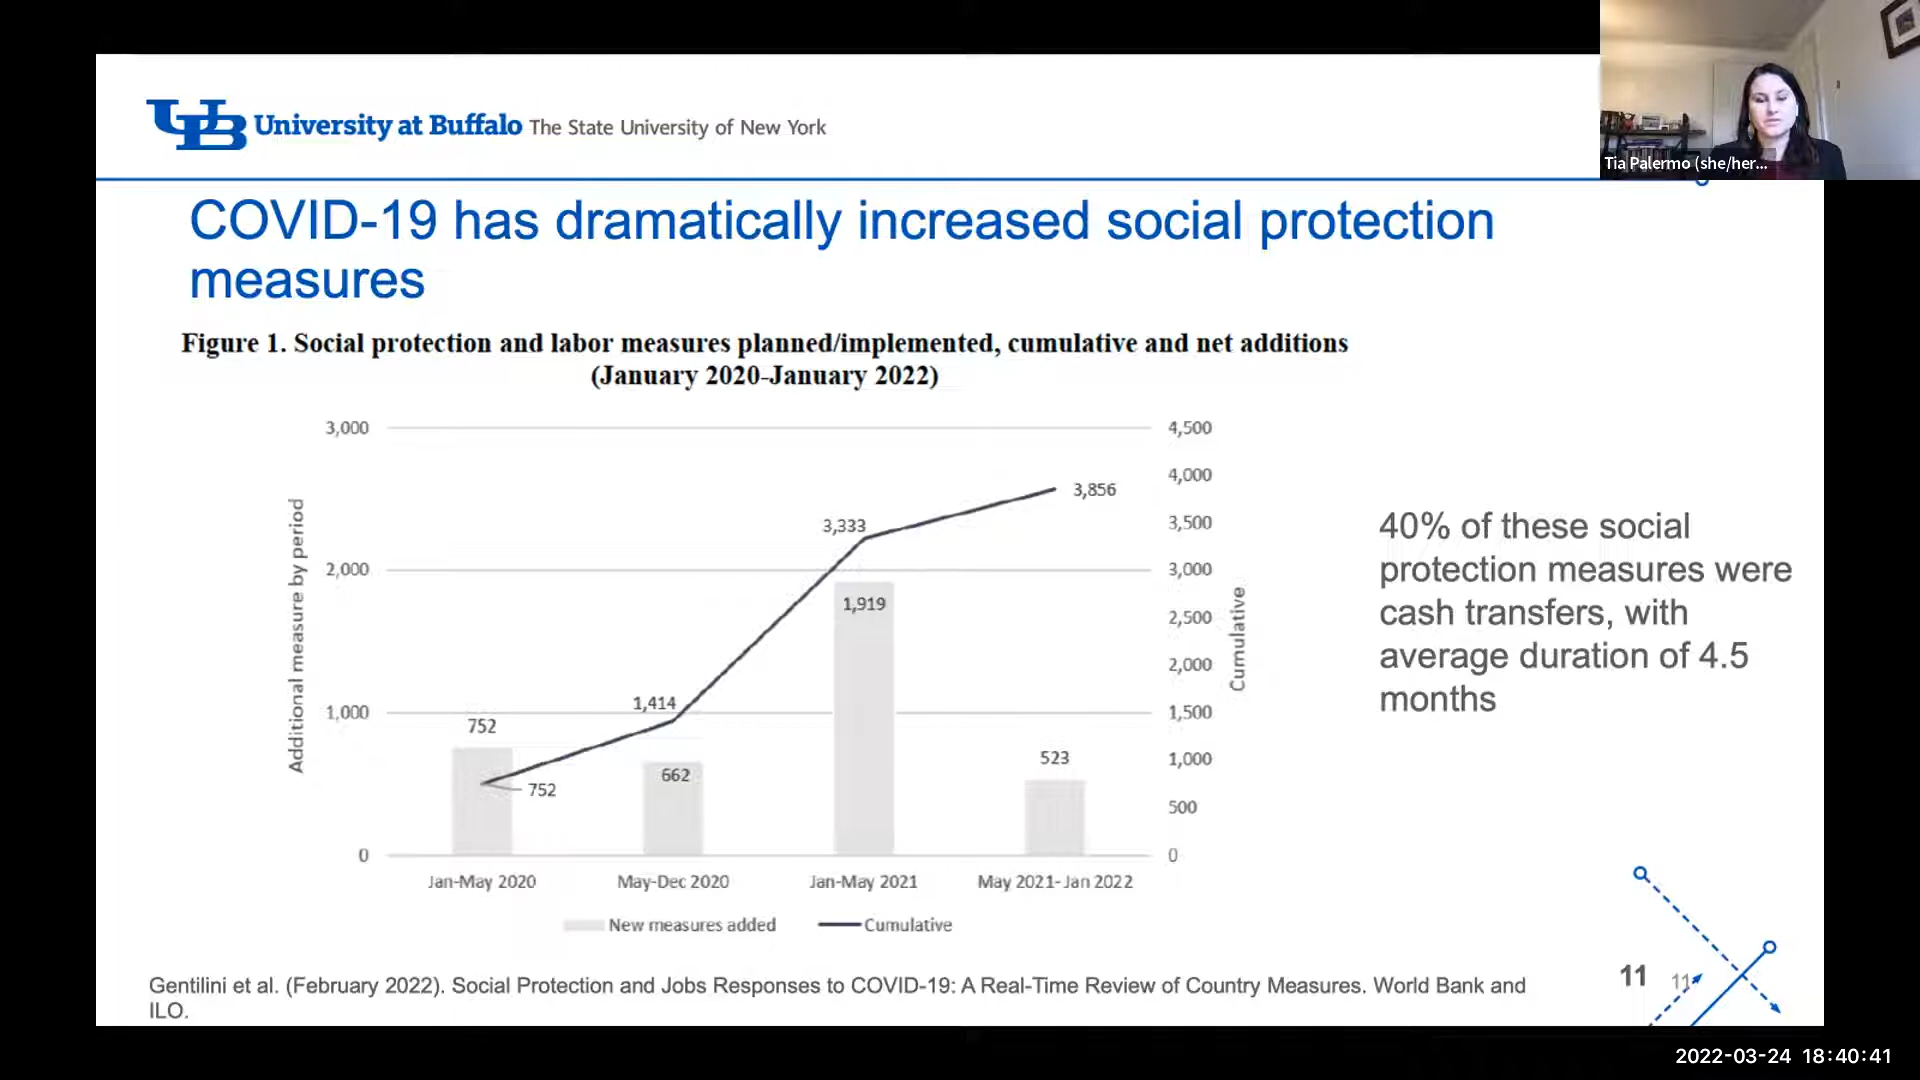 University at Buffalo The State University of New York
Tia Palermo (she/her...
COVID-19 has dramatically increased social protection
measures
Figure 1. Social protection and labor measures planned/implemented, cumulative and net additions
(January 2020-January 2022)
3,000
2,000
1,000
0
Additional measure by period
4,500
4,000
3,500
3,000
2,500
2,000
1,500
1,000
500
0
Cumulative
752
752
1,414
662
3,333
1,919
3,856
523
Jan-May 2020
May-Dec 2020
Jan-May 2021
May 2021- Jan 2022
New measures added
Cumulative
40% of these social
protection measures were
cash transfers, with
average duration of 4.5
months
Gentilini et al. (February 2022). Social Protection and Jobs Responses to COVID-19: A Real-Time Review of Country Measures. World Bank and
ILO.
11
11
2022-03-24 18:40:41